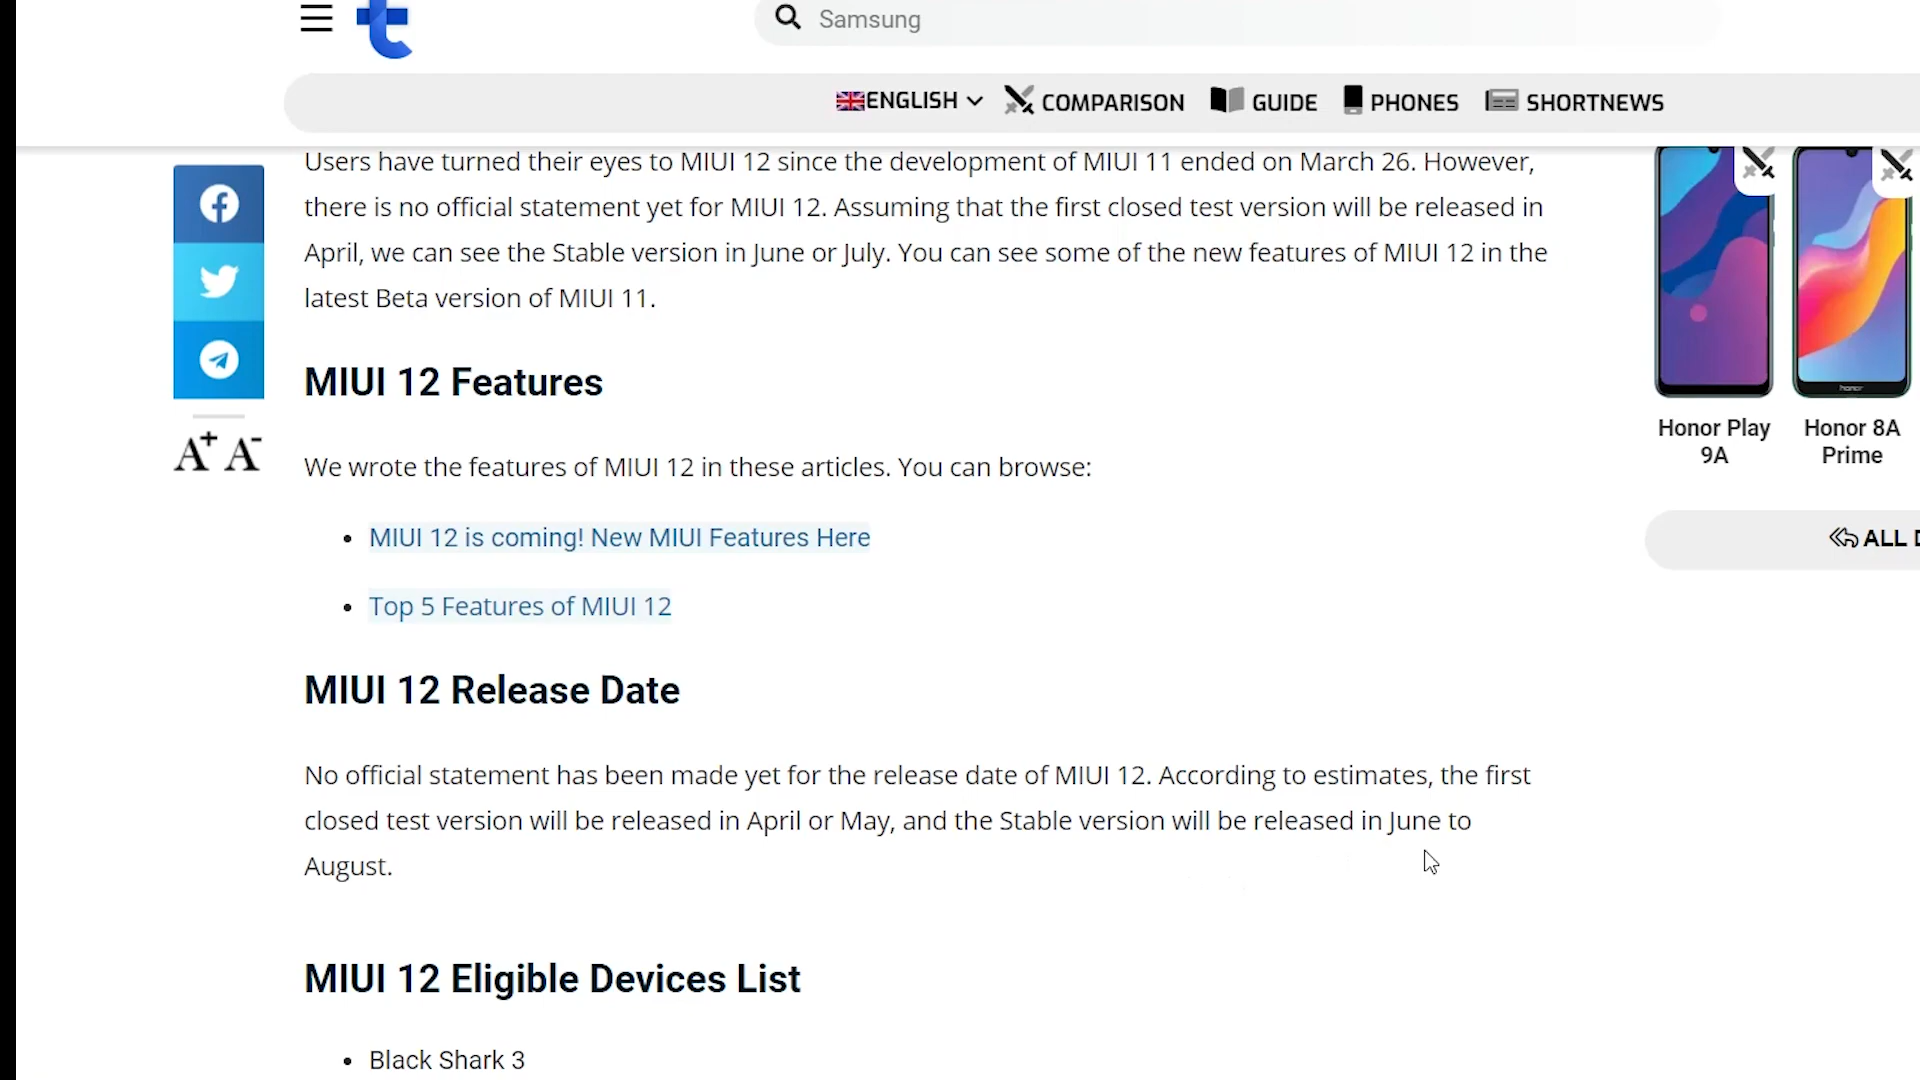 Samsung
ENGLISH COMPARISON GUIDE PHONES SHORTNEWS
Users have turned their eyes to MIUI 12 since the development of MIUI 11 ended on March 26. However,
there is no official statement yet for MIUI 12. Assuming that the first closed test version will be released in
April, we can see the Stable version in June or July. You can see some of the new features of MIUI 12 in the
latest Beta version of MIUI 11.
MIUI 12 Features
A+ A-
We wrote the features of MIUI 12 in these articles. You can browse:
• MIUI 12 is coming! New MIUI Features Here
• Top 5 Features of MIUI 12
MIUI 12 Release Date
No official statement has been made yet for the release date of MIUI 12. According to estimates, the first
closed test version will be released in April or May, and the Stable version will be released in June to
August.
MIUI 12 Eligible Devices List
• Black Shark 3
honor
Honor Play
9A
Honor 8A
Prime
ALL